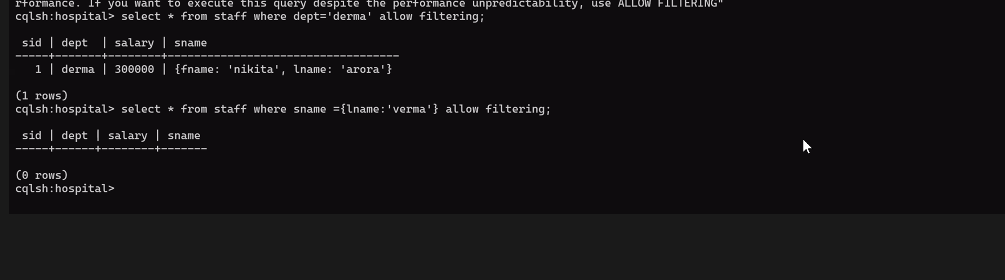 rformance. If you want to execute this query despite the performance unpredictability, use ALLOW FILTERING"
cqlsh:hospital> select * from staff where dept='derma' allow filtering;
 sid | dept  | salary | sname
-----+-------+--------+----------------------------------
   1 | derma | 300000 | {fname: 'nikita', lname: 'arora'}
(1 rows)
cqlsh:hospital> select * from staff where sname ={lname:'verma'} allow filtering;
 sid | dept | salary | sname
-----+------+--------+-------
(0 rows)
cqlsh:hospital>